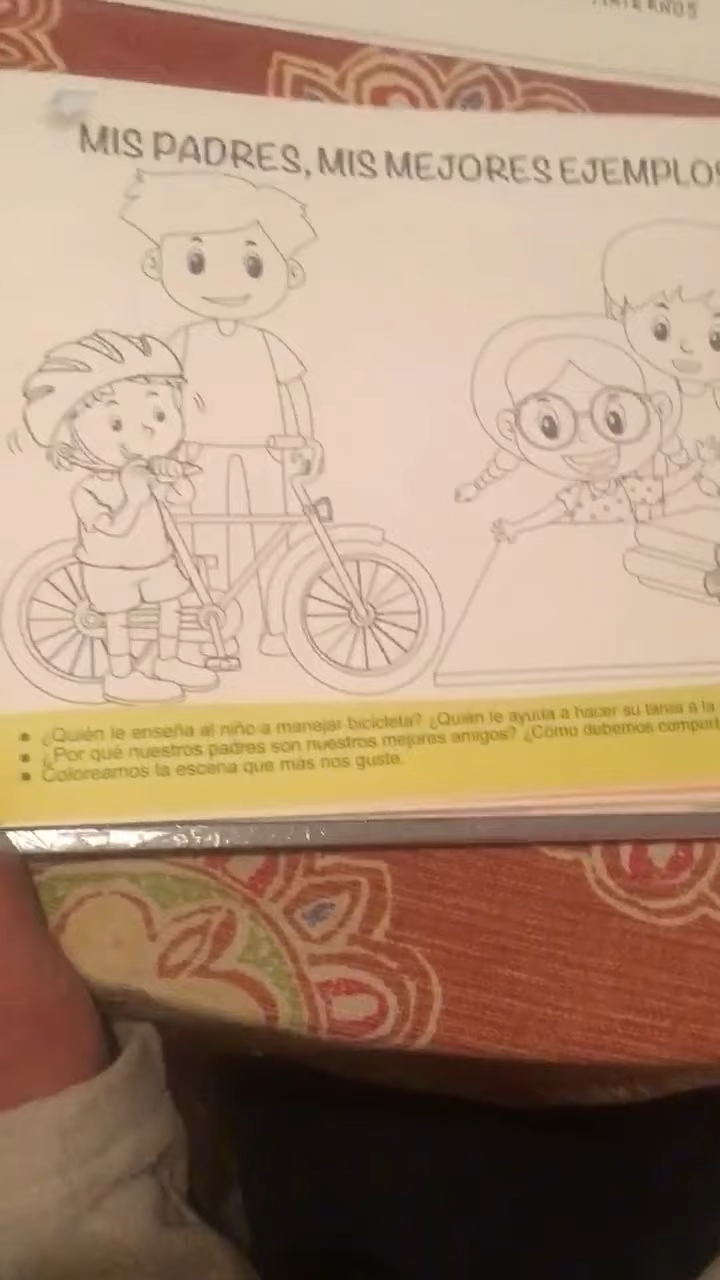 MIS PADRES, MIS MEJORES EJEMPLOS
¿Quién le enseña al niño a manejar bicicleta? ¿Quién le ayuda a hacer su tarea a la
¿Por qué nuestros padres son nuestros mejores amigos? ¿Cómo debemos comport
Coloreamos la escena que más nos guste.